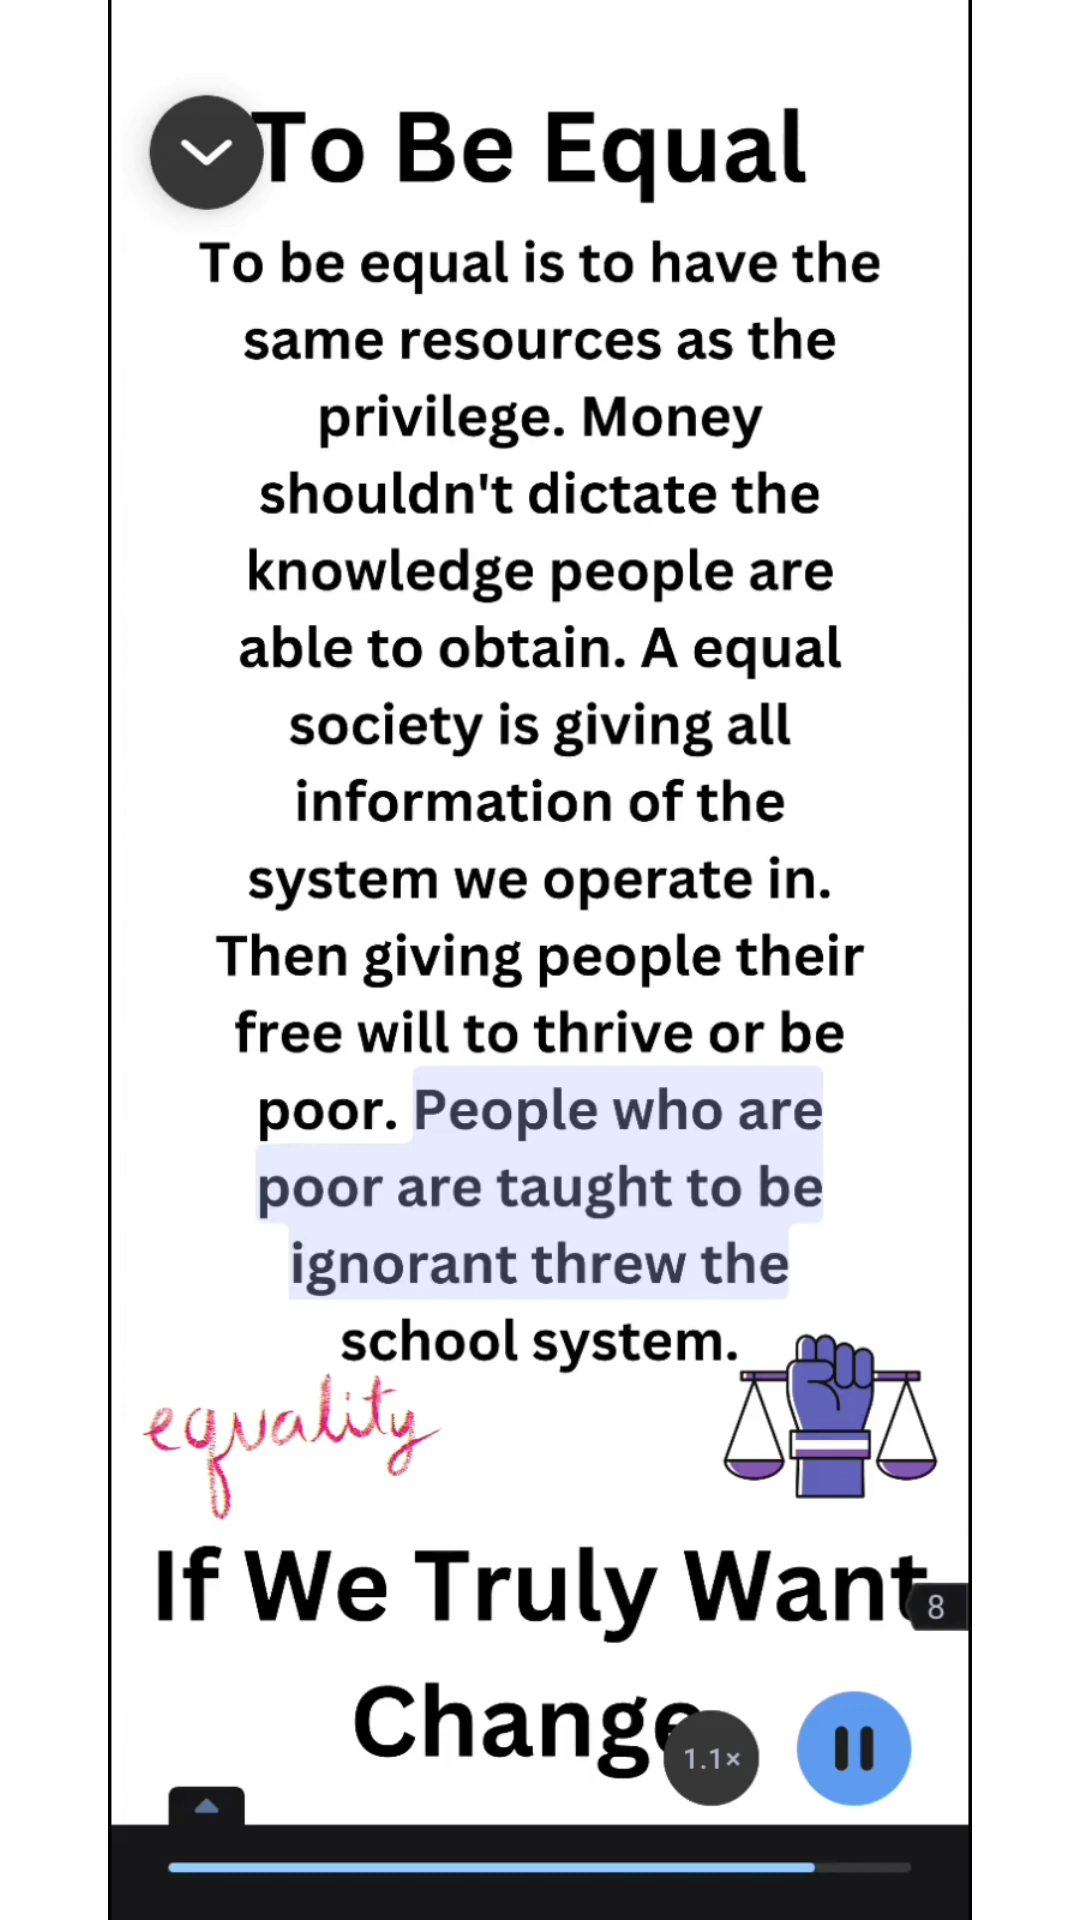 To Be Equal
To be equal is to have the
same resources as the
privilege. Money
shouldn't dictate the
knowledge people are
able to obtain. A equal
society is giving all
information of the
system we operate in.
Then giving people their
free will to thrive or be
poor. People who are
poor are taught to be
ignorant threw the
school system.
equality
If We Truly Want
8
Change
1.1×